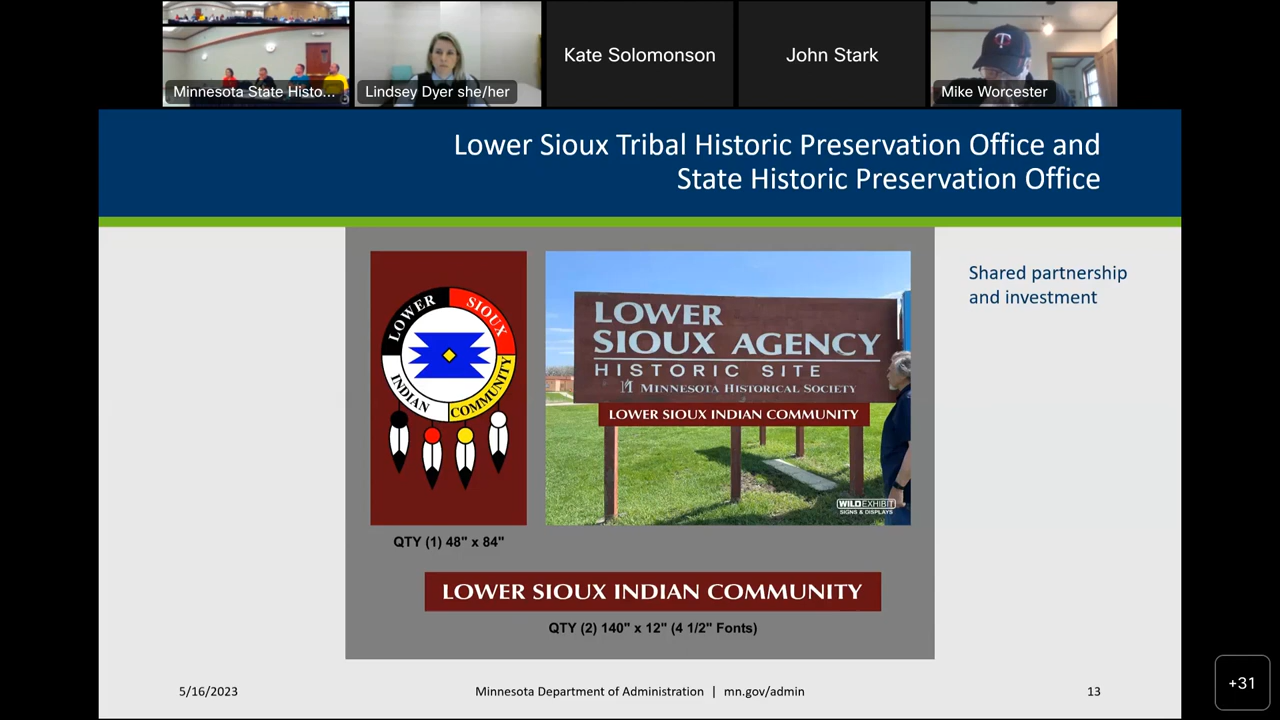 Minnesota State Histo...
Lindsey Dyer she/her
Kate Solomonson
John Stark
Mike Worcester
Lower Sioux Tribal Historic Preservation Office and
State Historic Preservation Office
LOWER
SIOUX
INDIAN
COMMUNITY
LOWER
SIOUX AGENCY
HISTORIC SITE
MINNESOTA HISTORICAL SOCIETY
LOWER SIOUX INDIAN COMMUNITY
WILDEXHIBIT
SIGNS & DISPLAYS
Shared partnership
and investment
QTY (1) 48" x 84"
LOWER SIOUX INDIAN COMMUNITY
QTY (2) 140" x 12" (4 1/2" Fonts)
5/16/2023
Minnesota Department of Administration | mn.gov/admin
13
+31